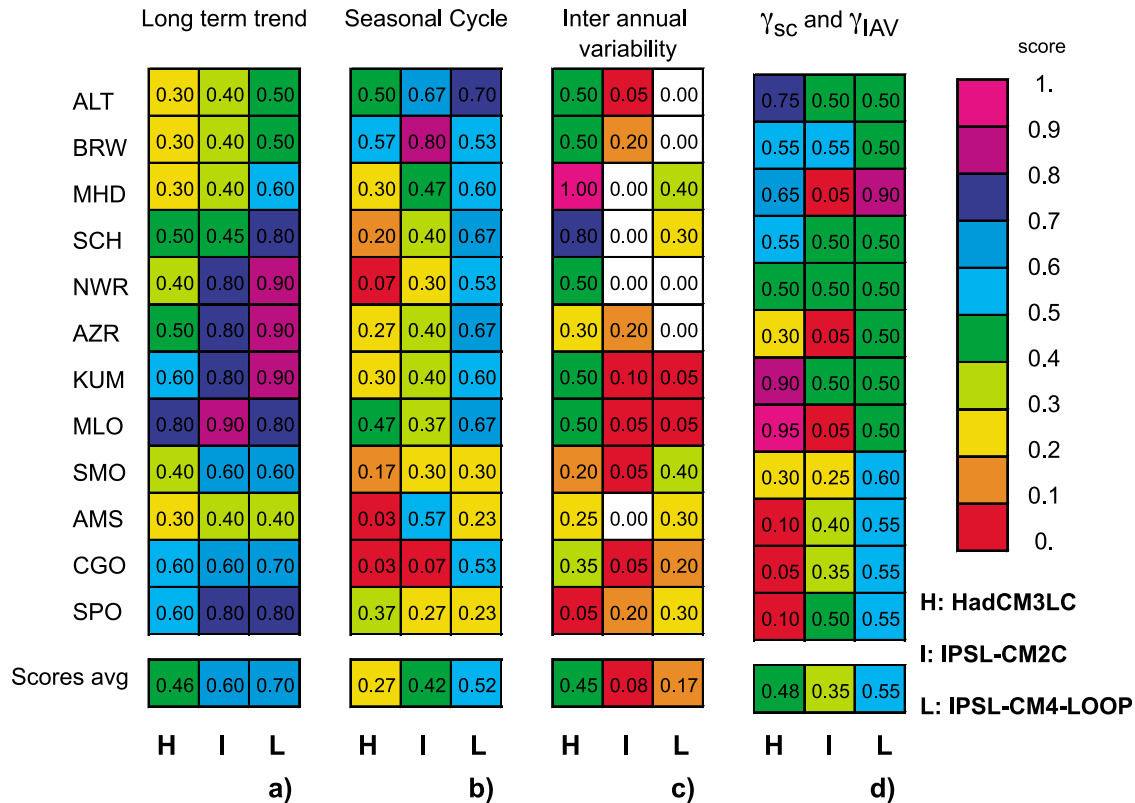 Long term trend Seasonal Cycle Inter annual variability γsc and γIAV score
ALT 0.30 0.40 0.50 0.50 0.67 0.70 0.50 0.05 0.00 0.75 0.50 0.50
BRW 0.30 0.40 0.50 0.57 0.80 0.53 0.50 0.20 0.00 0.55 0.55 0.50
MHD 0.30 0.40 0.60 0.30 0.47 0.60 1.00 0.00 0.40 0.65 0.05 0.90
SCH 0.50 0.45 0.80 0.20 0.40 0.67 0.80 0.00 0.30 0.55 0.50 0.50
NWR 0.40 0.80 0.90 0.07 0.30 0.53 0.50 0.00 0.00 0.50 0.50 0.50
AZR 0.50 0.80 0.90 0.27 0.40 0.67 0.30 0.20 0.00 0.30 0.05 0.50
KUM 0.60 0.80 0.90 0.30 0.40 0.60 0.50 0.10 0.05 0.90 0.50 0.50
MLO 0.80 0.90 0.80 0.47 0.37 0.67 0.50 0.05 0.05 0.95 0.05 0.50
SMO 0.40 0.60 0.60 0.17 0.30 0.30 0.20 0.05 0.40 0.30 0.25 0.60
AMS 0.30 0.40 0.40 0.03 0.57 0.23 0.25 0.00 0.30 0.10 0.40 0.55
CGO 0.60 0.60 0.70 0.03 0.07 0.53 0.35 0.05 0.20 0.05 0.35 0.55
SPO 0.60 0.80 0.80 0.37 0.27 0.23 0.05 0.20 0.30 0.10 0.50 0.55
Scores avg 0.46 0.60 0.70 0.27 0.42 0.52 0.45 0.08 0.17 0.48 0.35 0.55
H I L H I L H I L H I L
a) b) c) d)
1.
0.9
0.8
0.7
0.6
0.5
0.4
0.3
0.2
0.1
0.
H: HadCM3LC
I: IPSL-CM2C
L: IPSL-CM4-LOOP